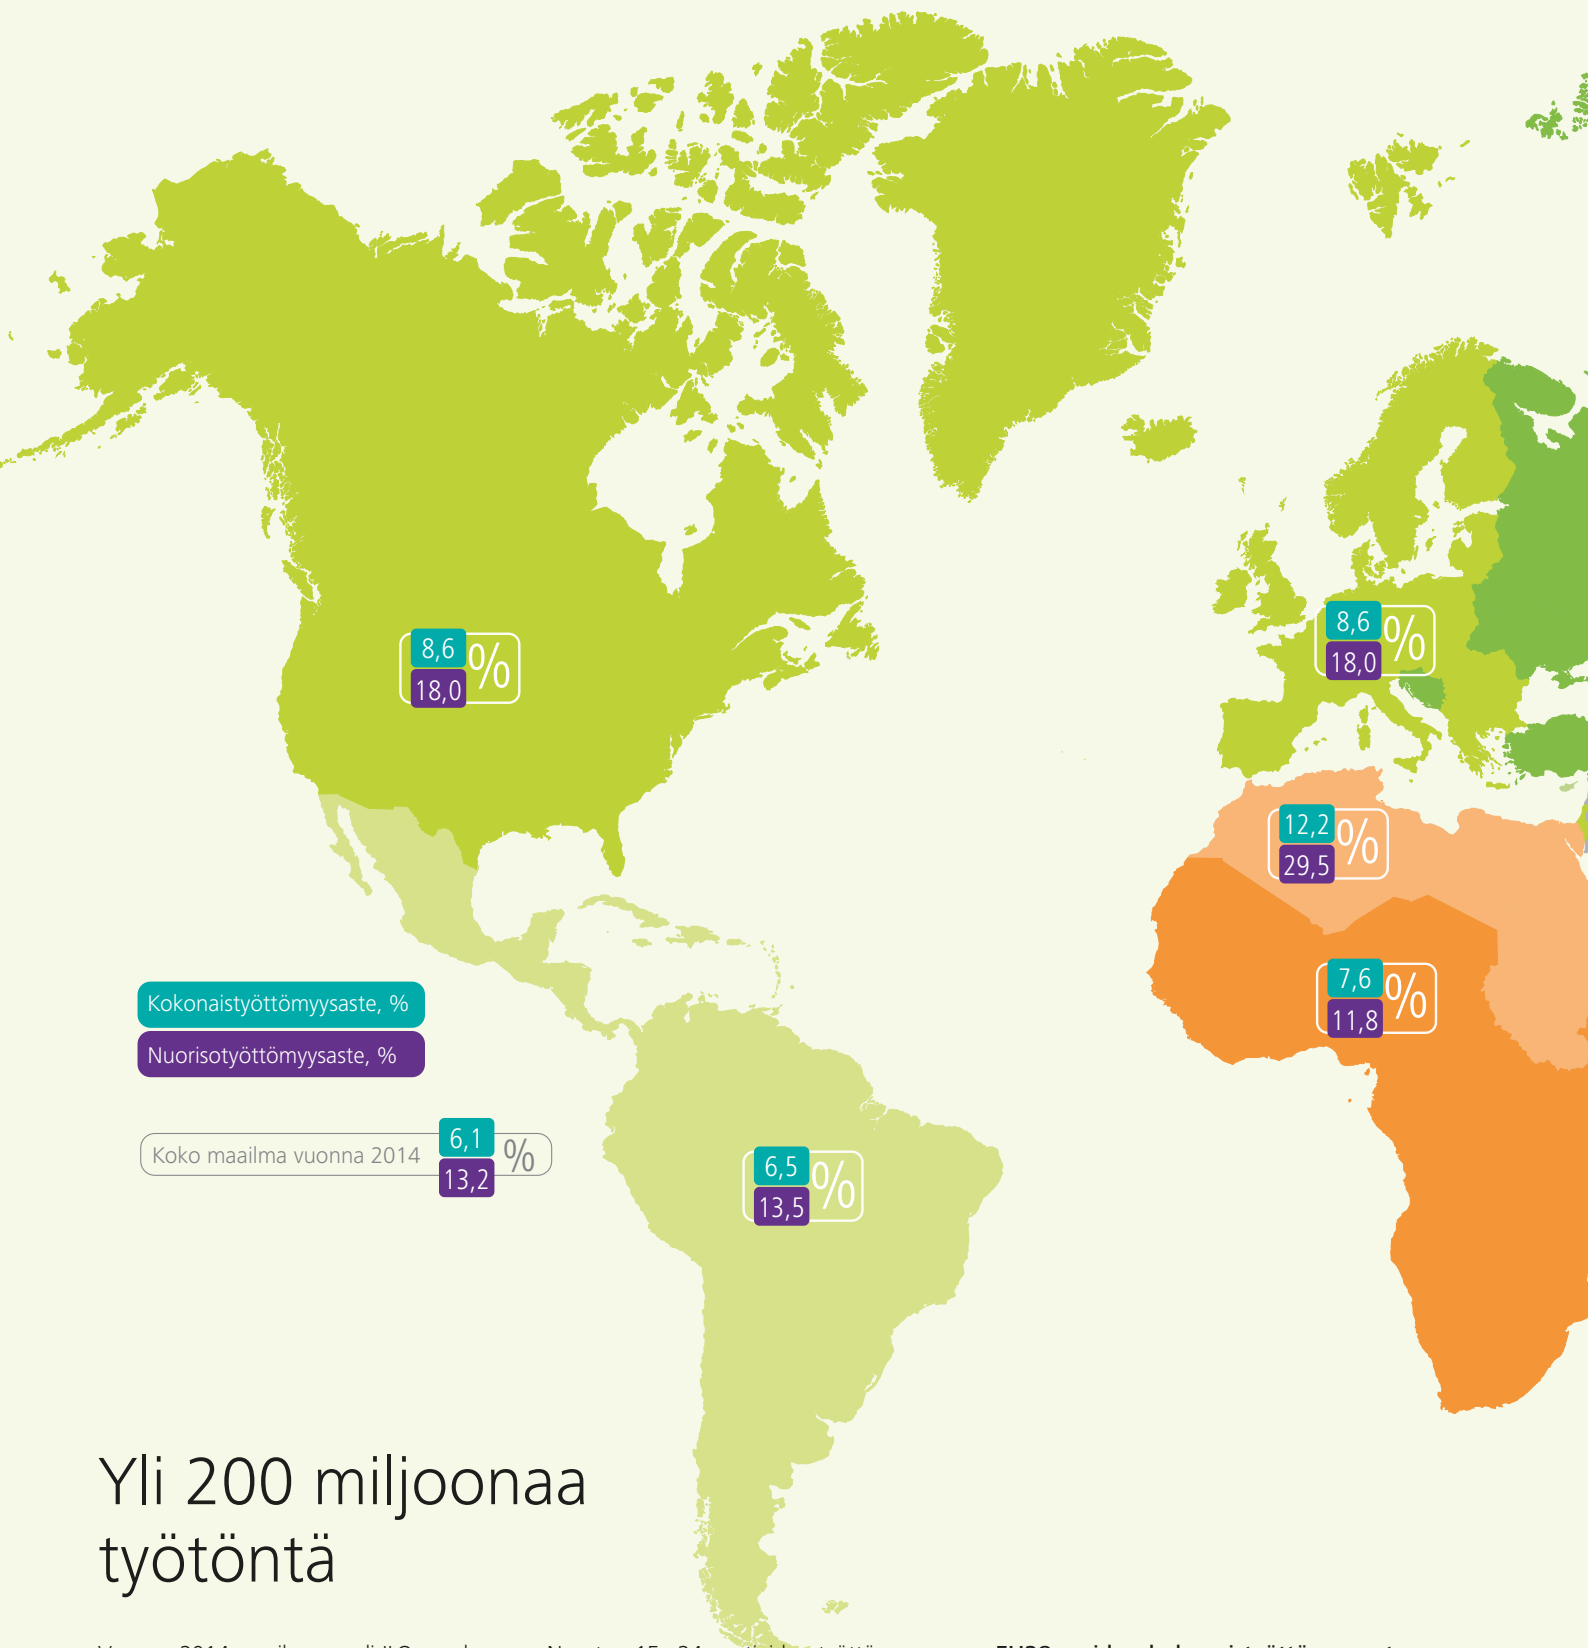 8,6
18,0 %
8,6
18,0 %
12,2
29,5 %
7,6
11,8 %
Kokonaistyöttömyysaste, %
Nuorisotyöttömyysaste, %
Koko maailma vuonna 2014 6,1
13,2 %
6,5
13,5 %
Yli 200 miljoonaa
työtöntä